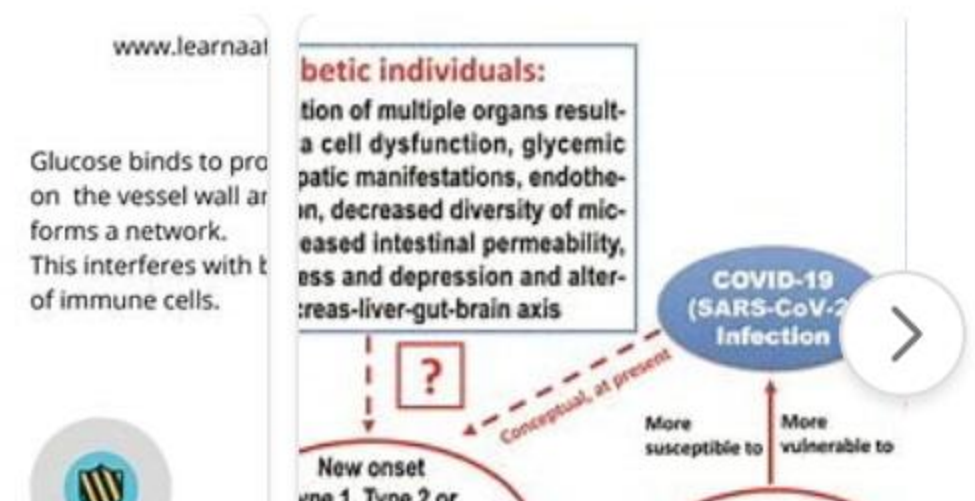 www.learnaat
Glucose binds to pro
on the vessel wall an
forms a network.
This interferes with b
of immune cells.
betic individuals:
tion of multiple organs result-
a cell dysfunction, glycemic
patic manifestations, endothe-
on, decreased diversity of mic-
eased intestinal permeability,
ess and depression and alter-
creas-liver-gut-brain axis
?
COVID-19
(SARS-CoV-2
Infection
Conceptual, at present
More
susceptible to
More
vulnerable to
New onset
ype 1, Type 2 or